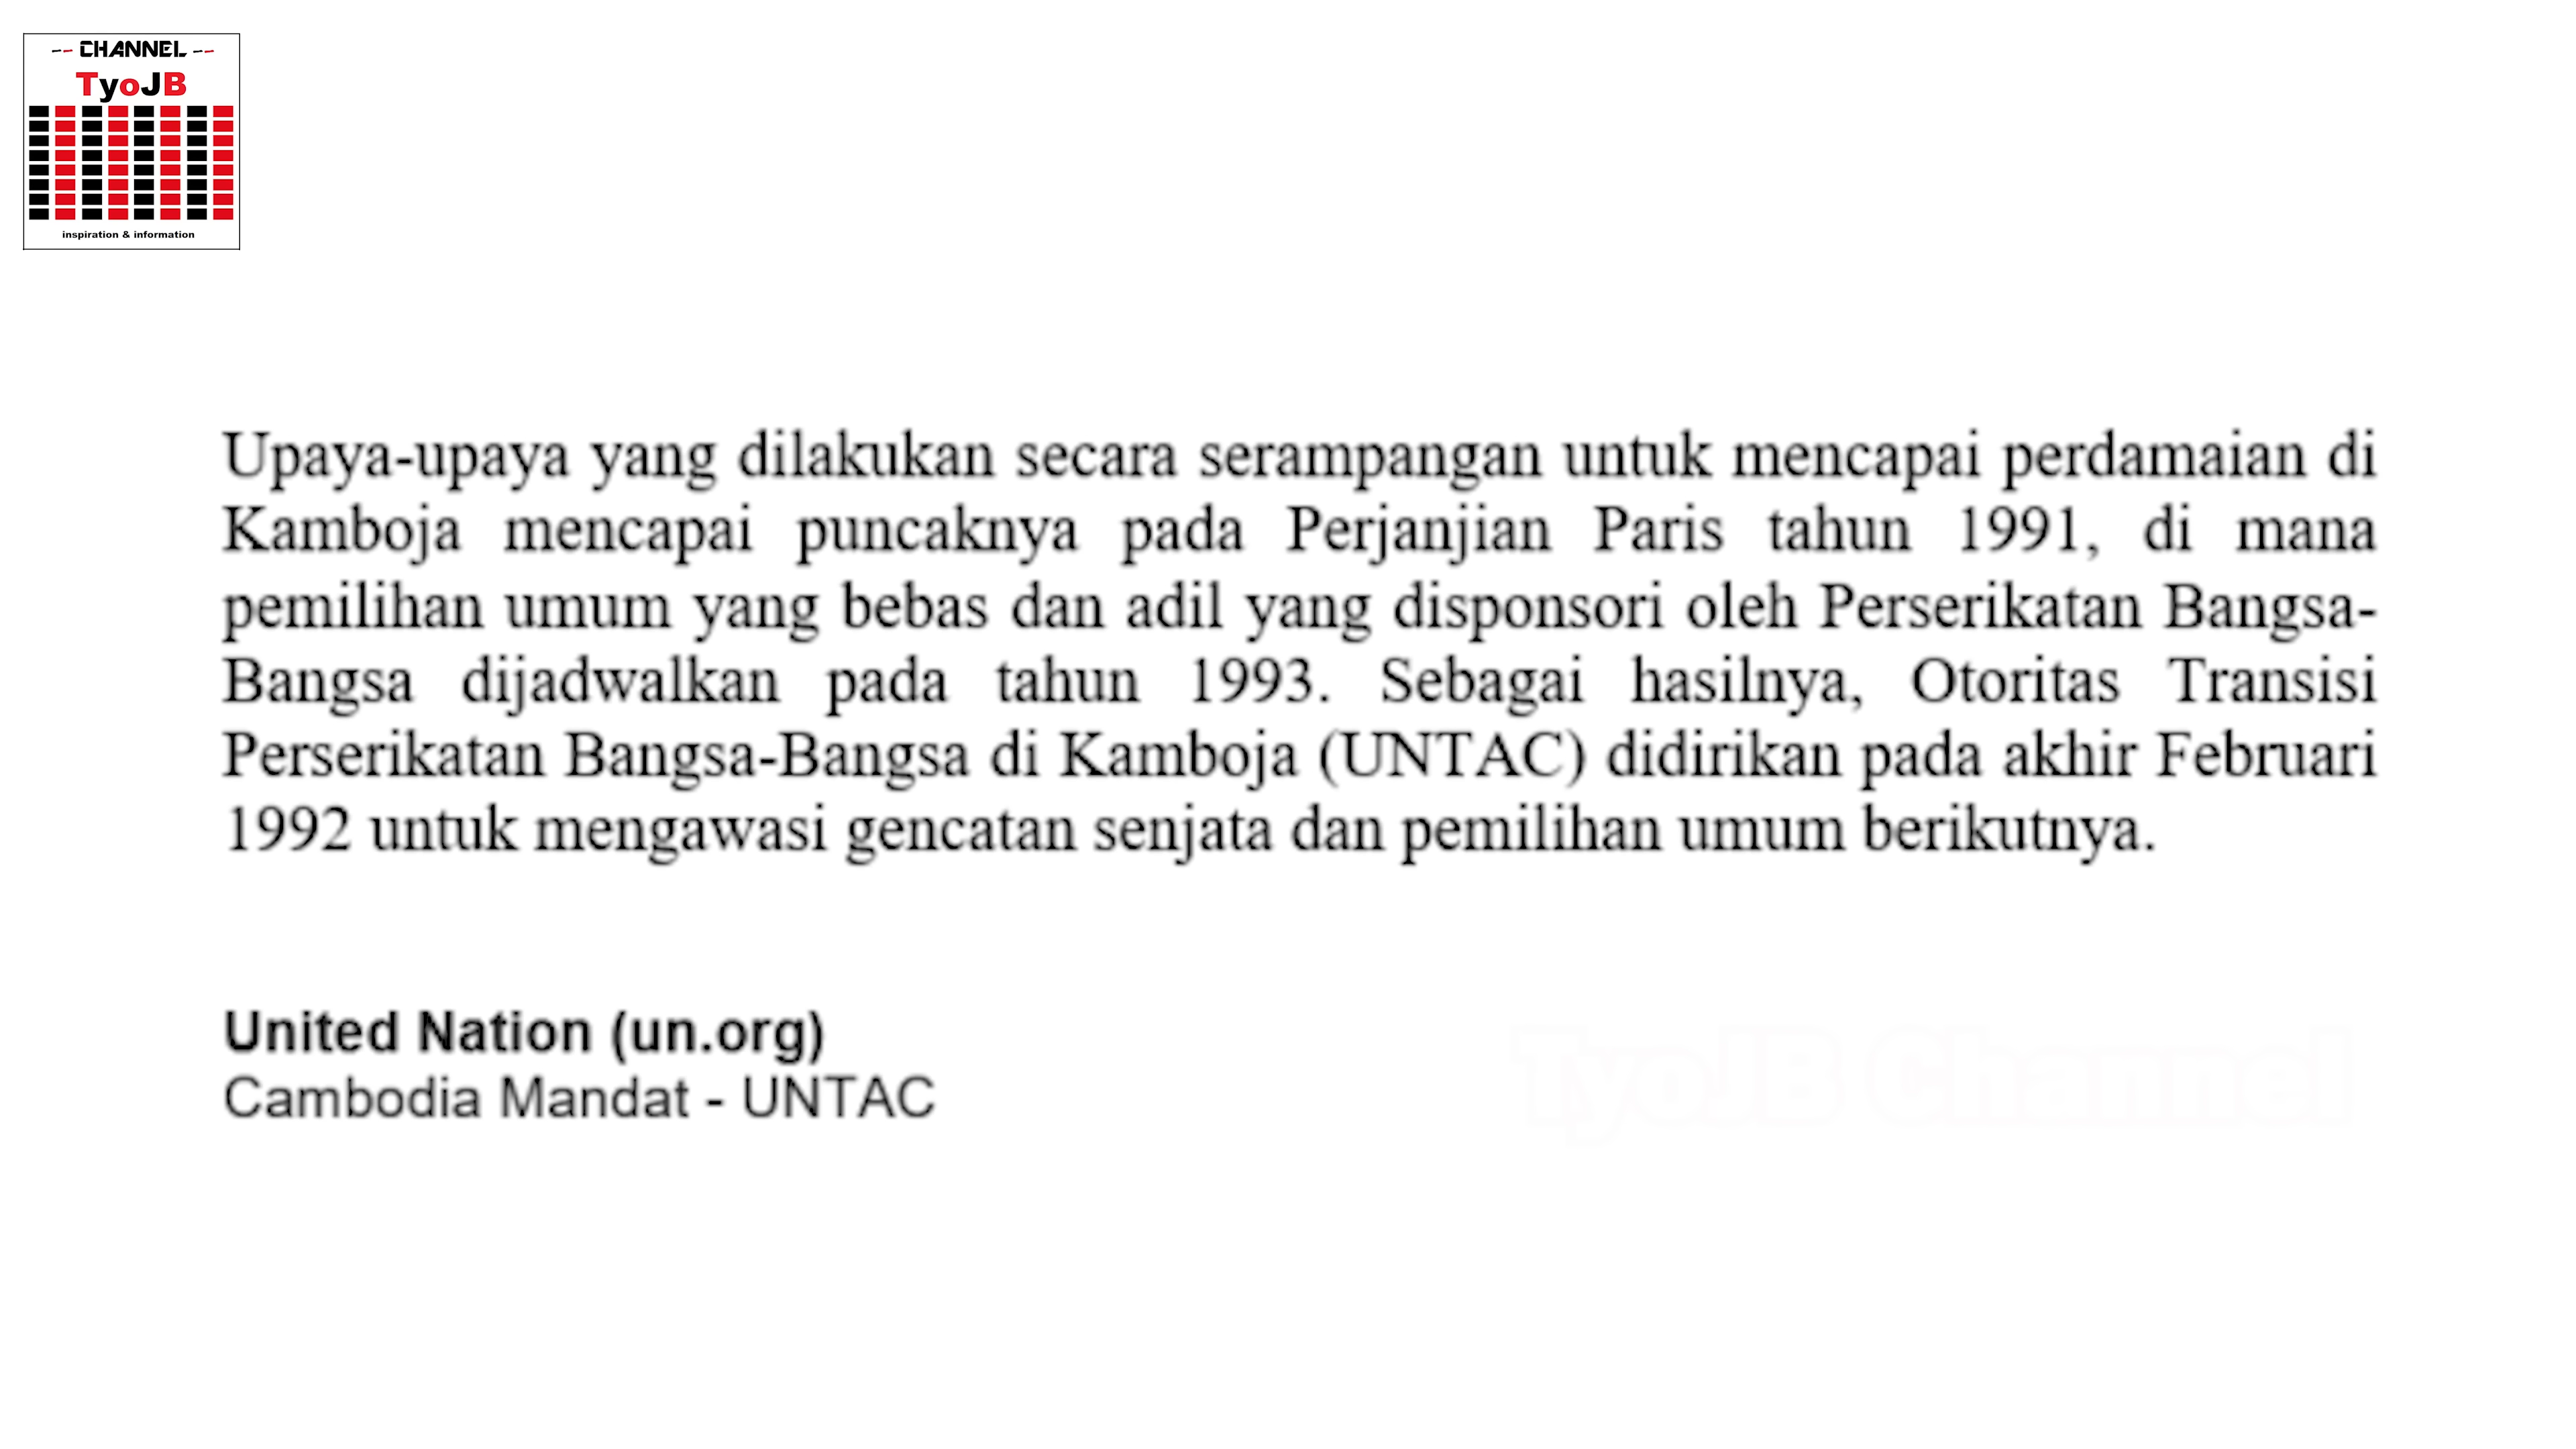 -- CHANNEL --
TyoJB
inspiration & information
Upaya-upaya yang dilakukan secara serampangan untuk mencapai perdamaian di
Kamboja mencapai puncaknya pada Perjanjian Paris tahun 1991, di mana
pemilihan umum yang bebas dan adil yang disponsori oleh Perserikatan Bangsa-
Bangsa dijadwalkan pada tahun 1993. Sebagai hasilnya, Otoritas Transisi
Perserikatan Bangsa-Bangsa di Kamboja (UNTAC) didirikan pada akhir Februari
1992 untuk mengawasi gencatan senjata dan pemilihan umum berikutnya.
United Nation (un.org)
Cambodia Mandat - UNTAC
TyoJB Channel